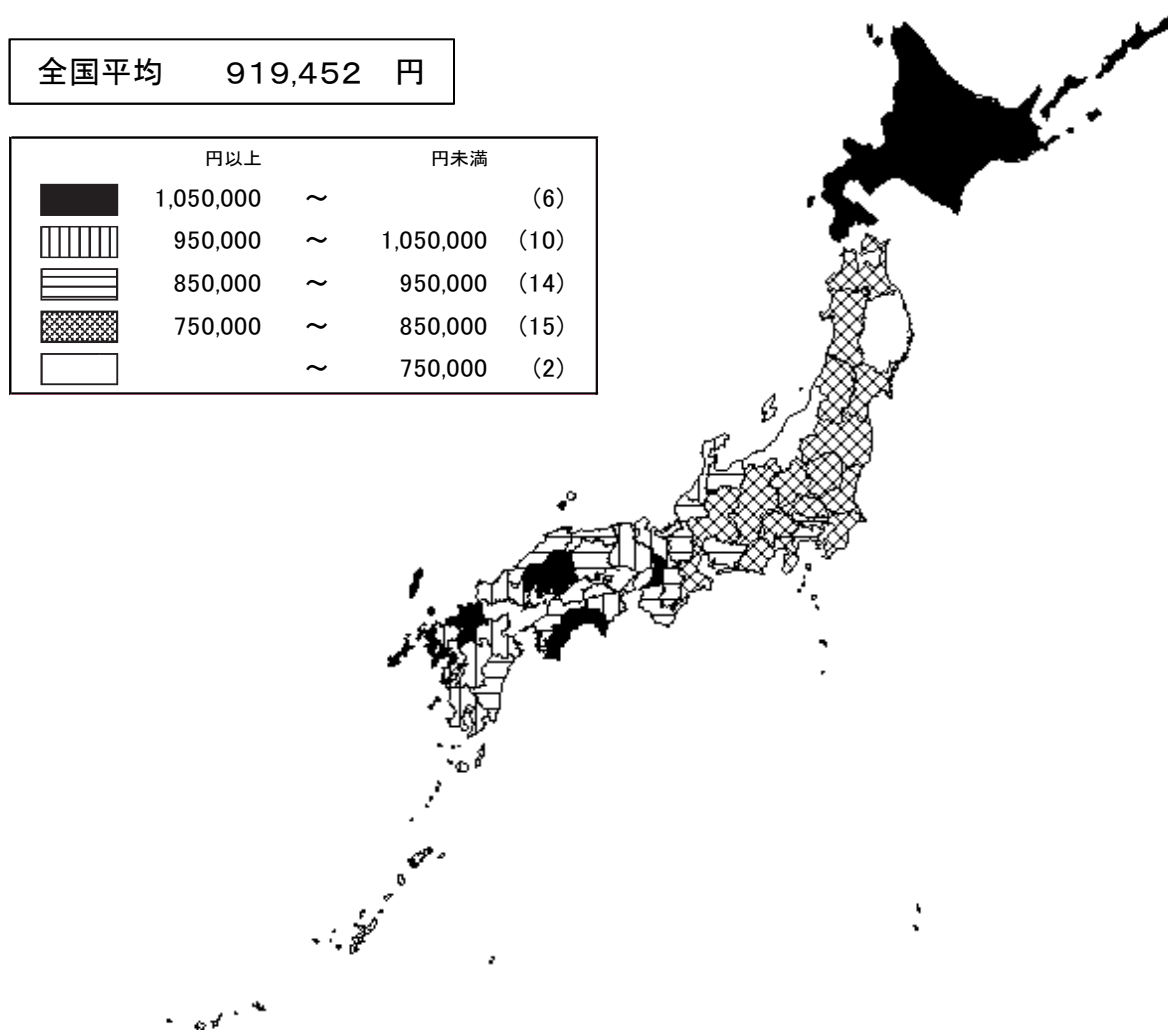 全国平均 ９１９,４５２ 円
円以上 円未満
1,050,000 ～ （6）
950,000 ～ 1,050,000 （10）
850,000 ～ 950,000 （14）
750,000 ～ 850,000 （15）
～ 750,000 （2）